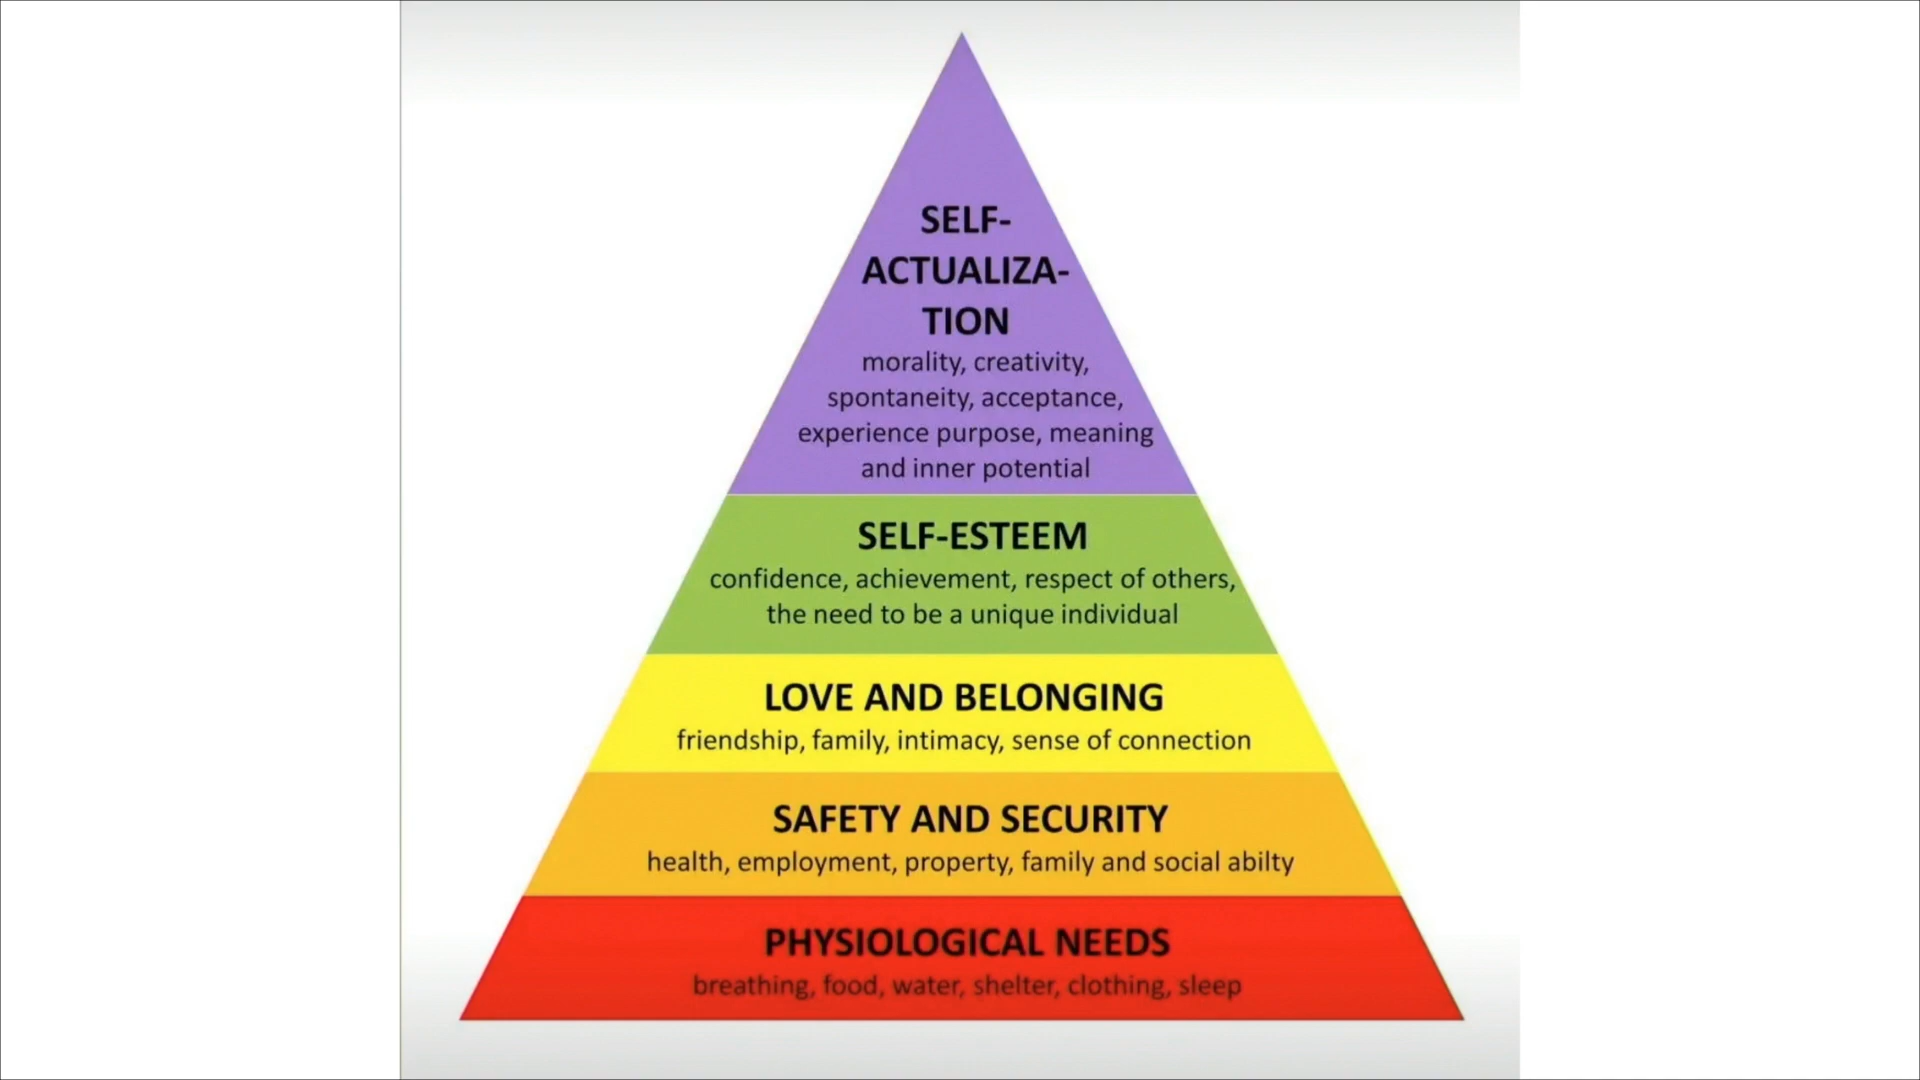 SELF-
ACTUALIZA-
TION
morality, creativity,
spontaneity, acceptance,
experience purpose, meaning
and inner potential
SELF-ESTEEM
confidence, achievement, respect of others,
the need to be a unique individual
LOVE AND BELONGING
friendship, family, intimacy, sense of connection
SAFETY AND SECURITY
health, employment, property, family and social abilty
PHYSIOLOGICAL NEEDS
breathing, food, water, shelter, clothing, sleep